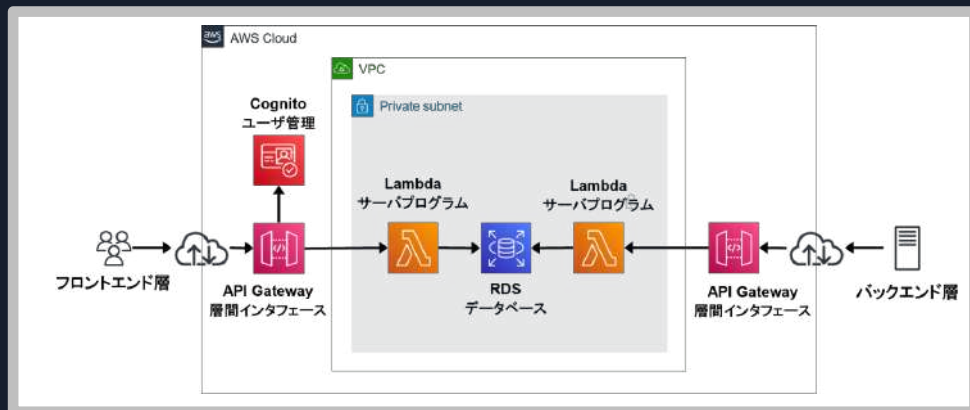 aws AWS Cloud
VPC
Private subnet
Cognito
ユーザ管理
Lambda
サーバプログラム
Lambda
サーバプログラム
フロントエンド層
API Gateway
層間インタフェース
RDS
データベース
API Gateway
層間インタフェース
バックエンド層